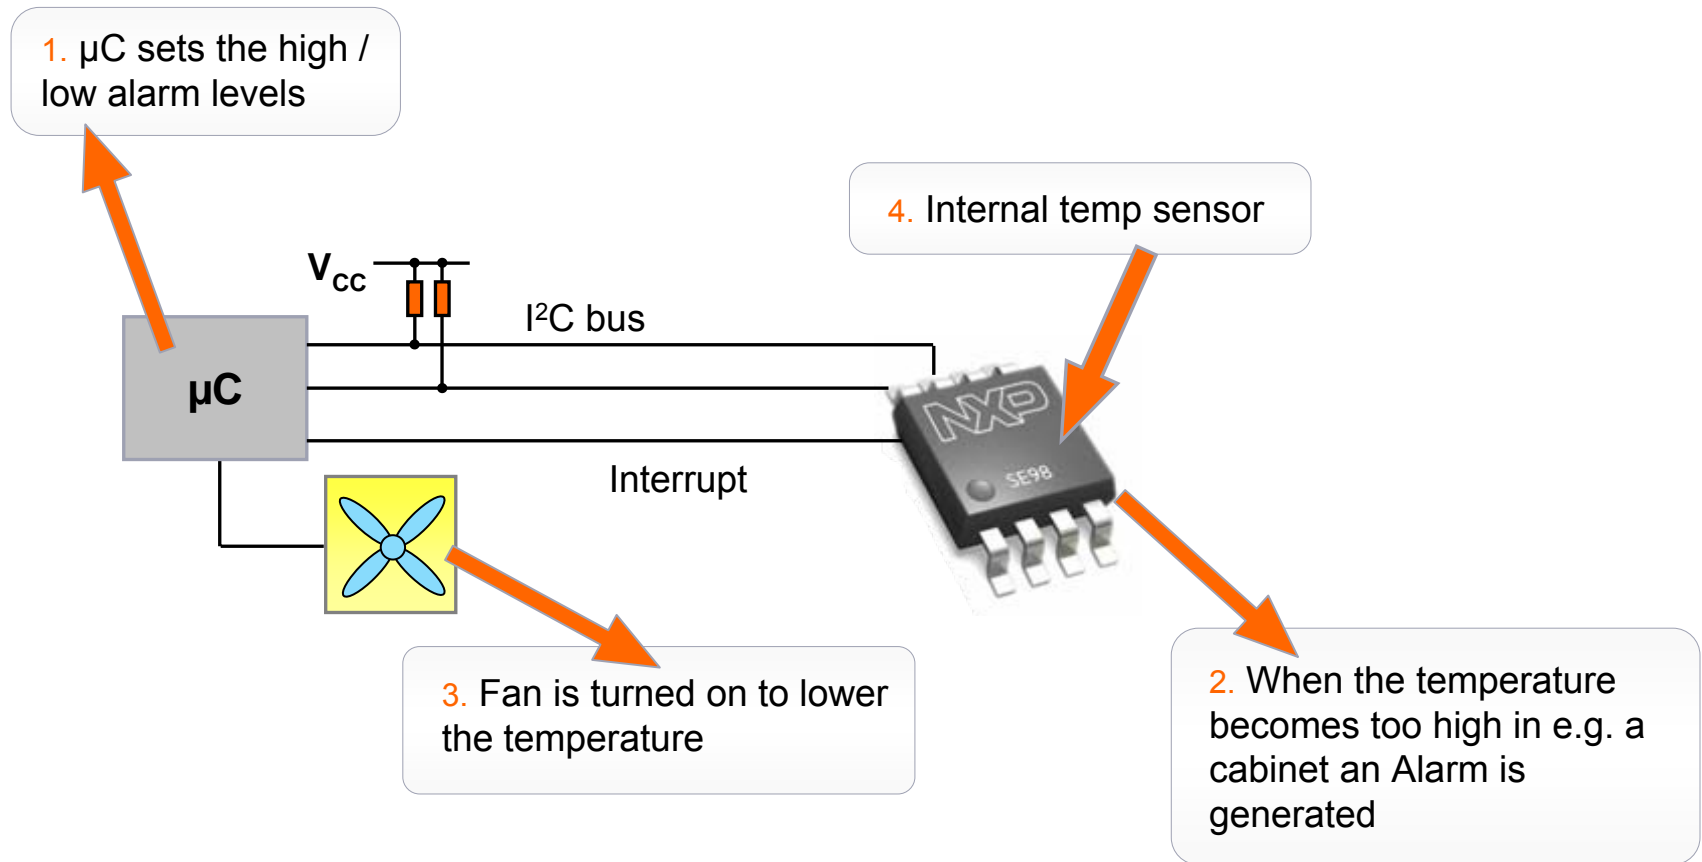 1. µC sets the high /
low alarm levels
4. Internal temp sensor
V_CC
I²C bus
µC
NXP
SE98
Interrupt
3. Fan is turned on to lower
the temperature
2. When the temperature
becomes too high in e.g. a
cabinet an Alarm is
generated